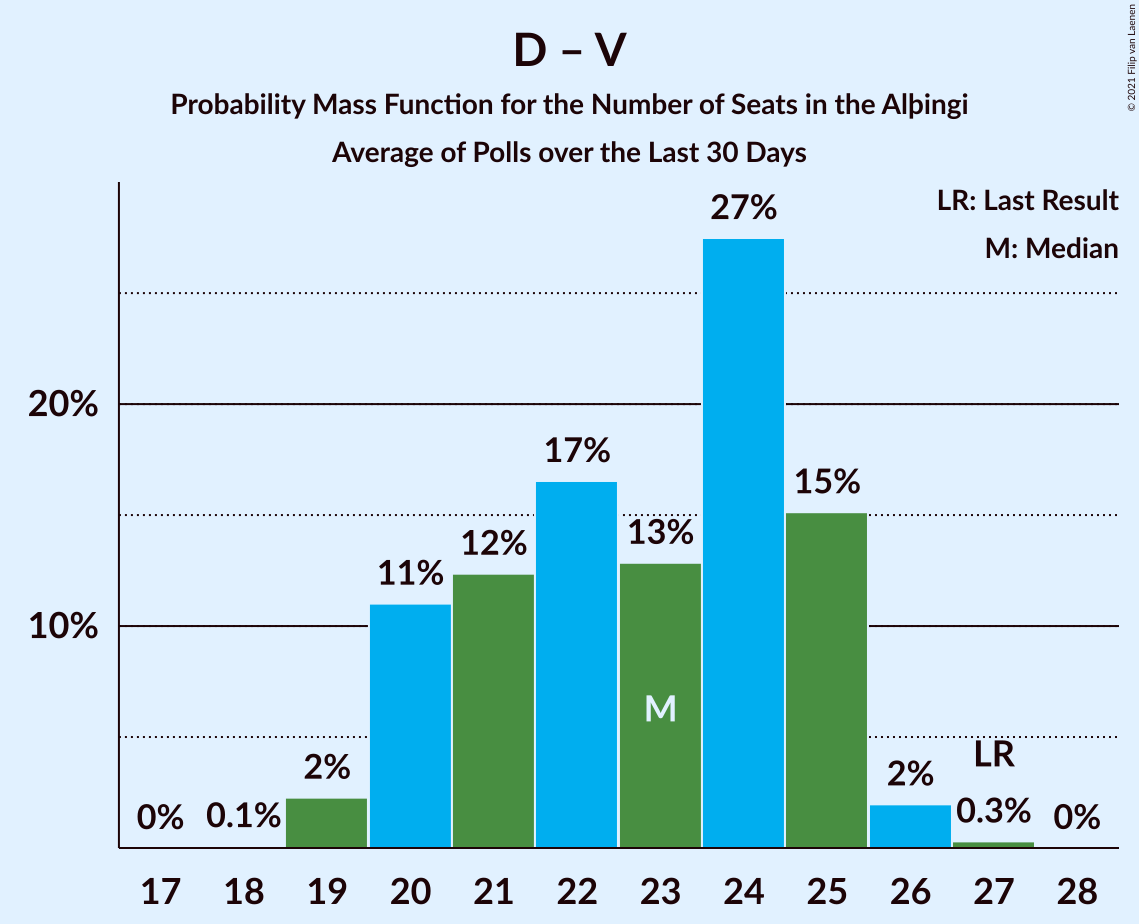 D – V
Probability Mass Function for the Number of Seats in the Alþingi
Average of Polls over the Last 30 Days
© 2021 Filip van Laenen
LR: Last Result
M: Median
27%
20%
17%
15%
13%
12%
11%
10%
M
LR
2%
2%
0%
0.1%
0.3%
0%
17 18 19 20 21 22 23 24 25 26 27 28